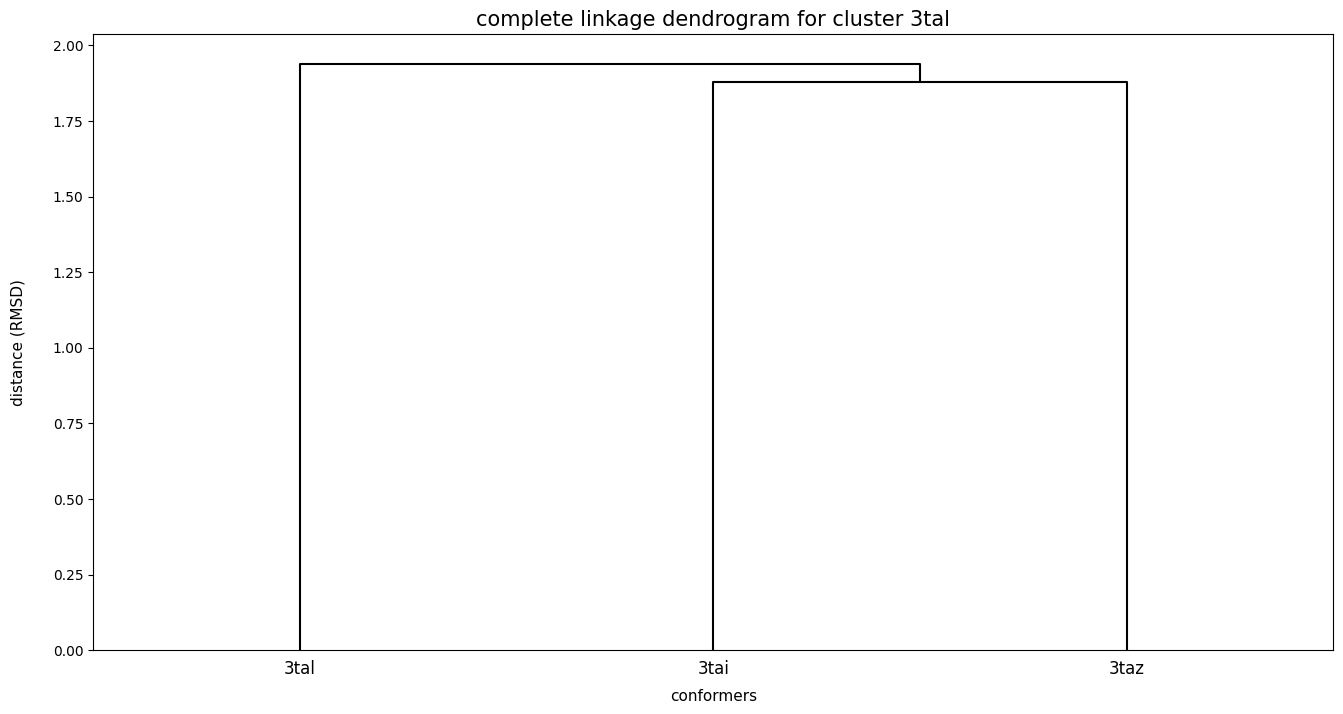 complete linkage dendrogram for cluster 3tal
2.00
1.75
1.50
1.25
1.00
0.75
0.50
0.25
0.00
distance (RMSD)
3tal 3tai 3taz
conformers